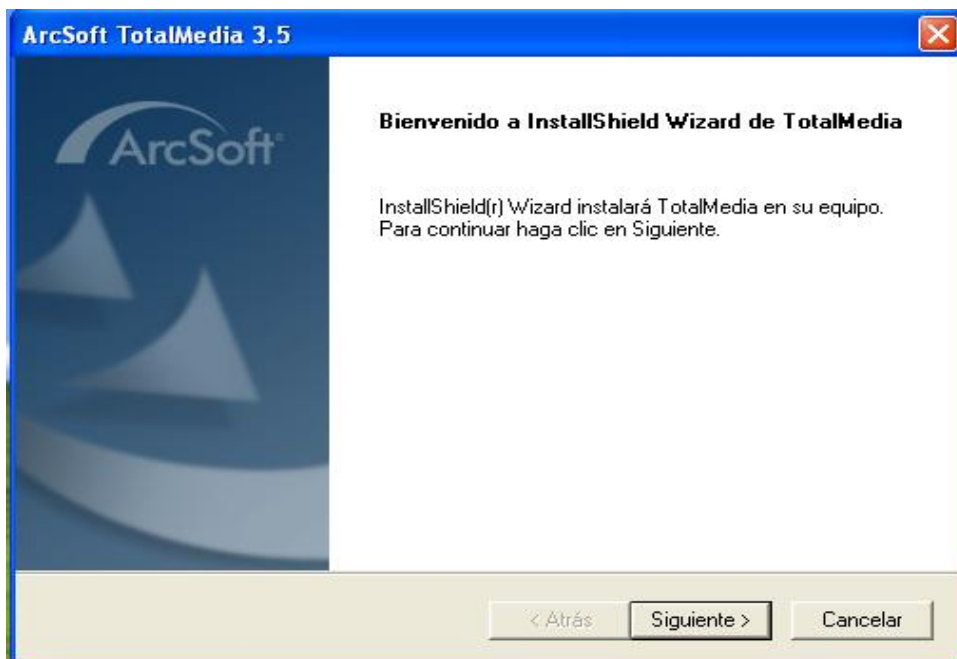 ArcSoft TotalMedia 3.5
ArcSoft
Bienvenido a InstallShield Wizard de TotalMedia
InstallShield(r) Wizard instalará TotalMedia en su equipo.
Para continuar haga clic en Siguiente.
< Atrás
Siguiente >
Cancelar